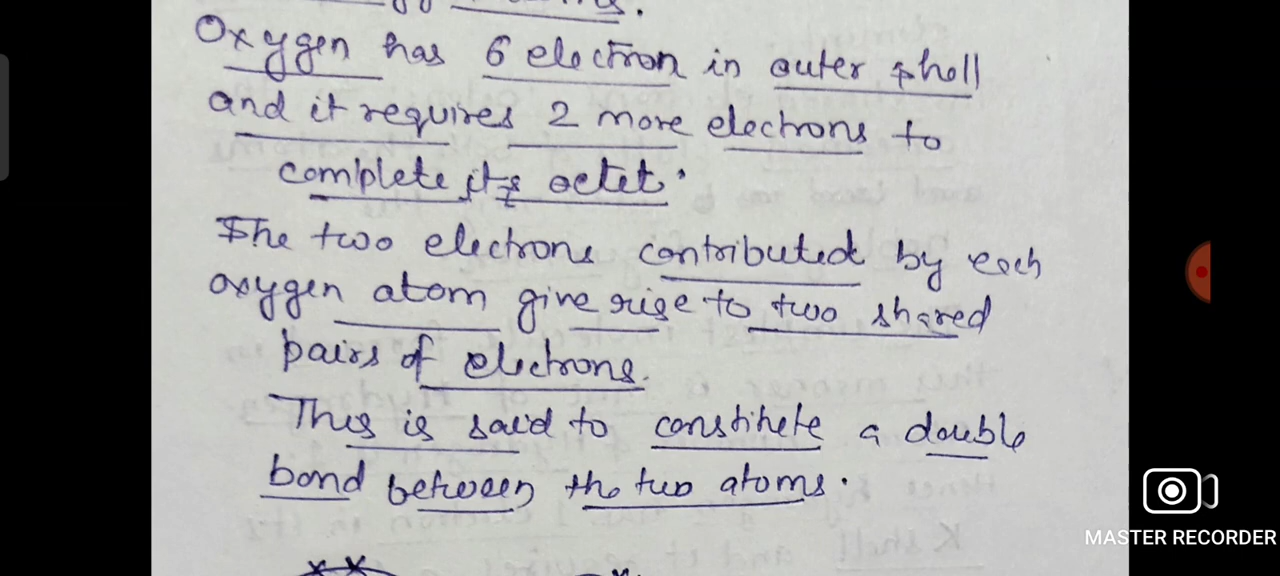 Oxygen has 6 electron in outer shell
and it requires 2 more electrons to
complete its octet.
The two electrons contributed by each
oxygen atom give rise to two shared
pairs of electrons.
This is said to constitute a double
bond between the two atoms.
MASTER RECORDER